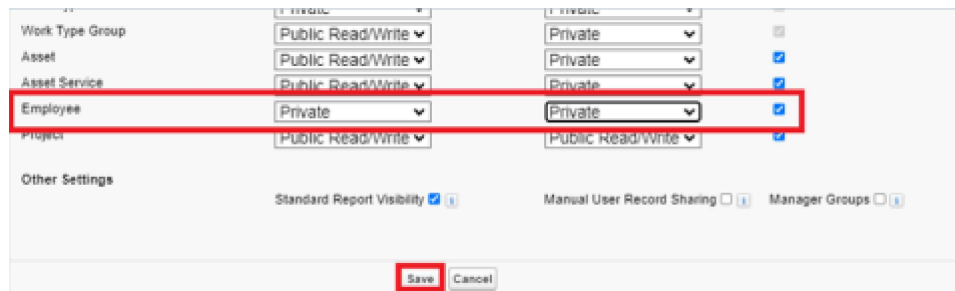 Work Type Group Public Read/Write Private
Asset Public Read/Write Private
Asset Service Public Read/Write Private
Employee Private Private
Project Public Read/Write Public Read/Write
Other Settings
Standard Report Visibility Manual User Record Sharing Manager Groups
Save Cancel